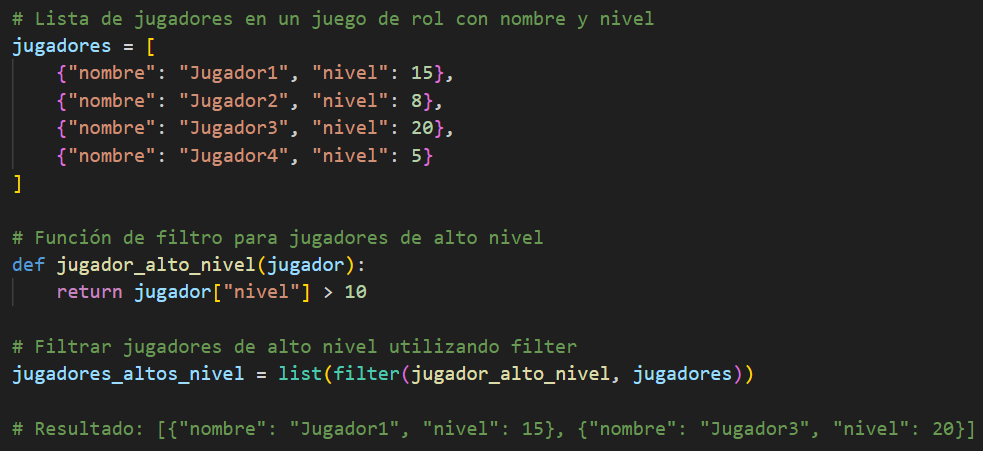 # Lista de jugadores en un juego de rol con nombre y nivel
jugadores = [
    {"nombre": "Jugador1", "nivel": 15},
    {"nombre": "Jugador2", "nivel": 8},
    {"nombre": "Jugador3", "nivel": 20},
    {"nombre": "Jugador4", "nivel": 5}
]

# Función de filtro para jugadores de alto nivel
def jugador_alto_nivel(jugador):
    return jugador["nivel"] > 10

# Filtrar jugadores de alto nivel utilizando filter
jugadores_altos_nivel = list(filter(jugador_alto_nivel, jugadores))

# Resultado: [{"nombre": "Jugador1", "nivel": 15}, {"nombre": "Jugador3", "nivel": 20}]